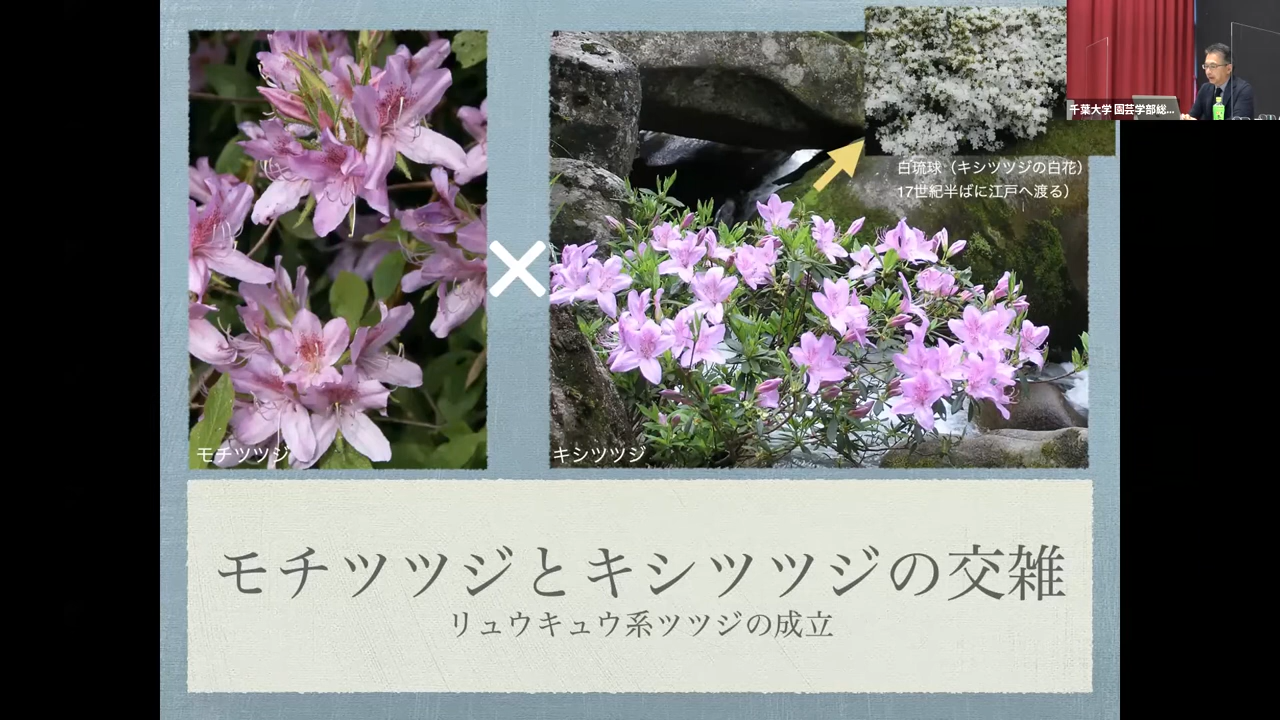 千葉大学 園芸学部総...
白琉球（キシツツジの白花）
17世紀半ばに江戸へ渡る）
モチツツジ
キシツツジ
モチツツジとキシツツジの交雑
リュウキュウ系ツツジの成立